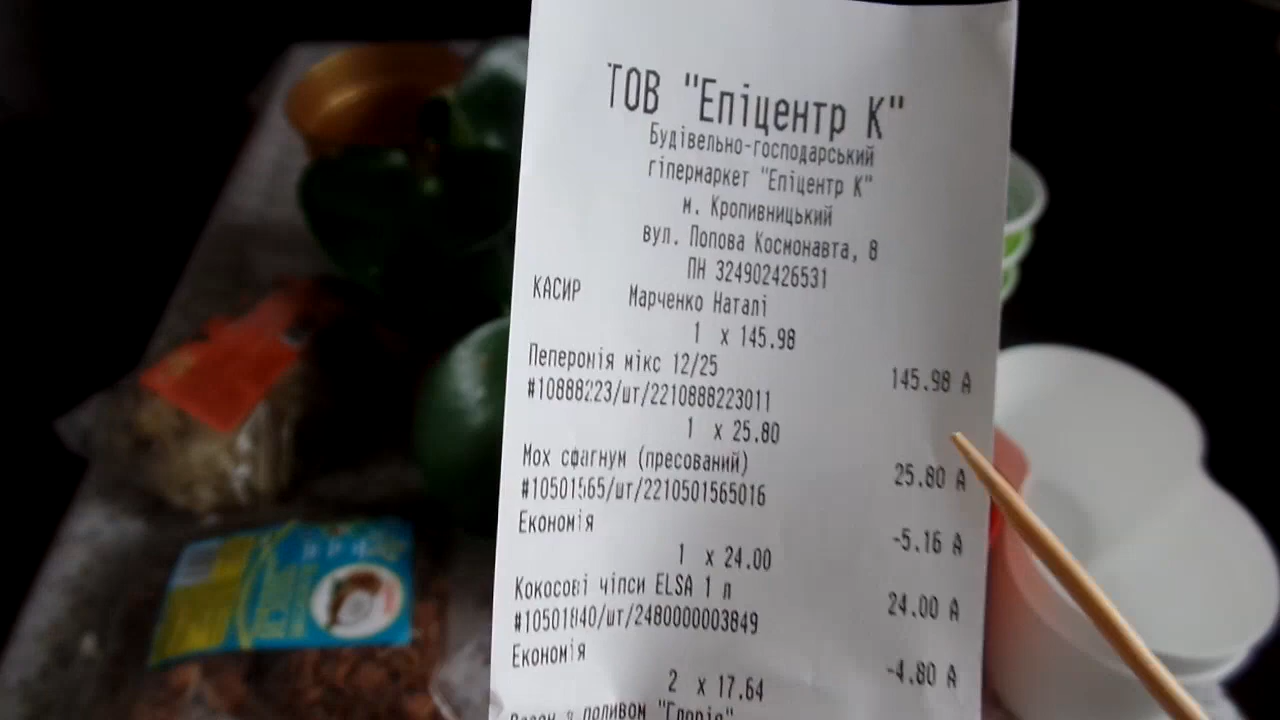 ТОВ "Епіцентр К"
Будівельно-господарський
гіпермаркет "Епіцентр К"
м. Кропивницький
вул. Попова Космонавта, 8
ПН 324902426531
КАСИР Марченко Наталі
1 x 145.98
Пеперомія мікс 12/25
#10888223/шт/2210888223011 145.98 А
1 x 25.80
Мох сфагнум (пресований)
#10501565/шт/2210501565016 25.80 А
Економія -5.16 А
1 x 24.00
Кокосові чіпси ELSA 1 л
#10501840/шт/2480000003849 24.00 А
Економія -4.80 А
2 x 17.64
поливом "Глорія"